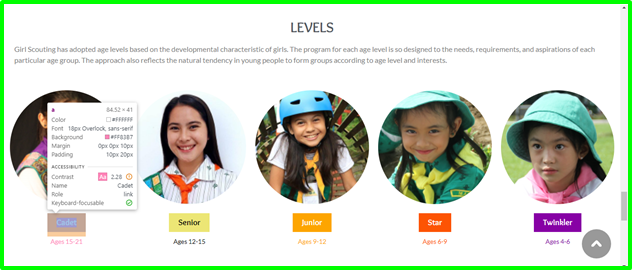 LEVELS
Girl Scouting has adopted age levels based on the developmental characteristic of girls. The program for each age level is so designed to the needs, requirements, and aspirations of each
particular age group. The approach also reflects the natural tendency in young people to form groups according to age level and interests.
a 84.52 × 41
Color #FFFFFF
Font 18px Overlock, sans-serif
Background #FF83B7
Margin 0px 0px 10px
Padding 10px 20px
ACCESSIBILITY
Contrast Aa 2.28
Name Cadet
Role link
Keyboard-focusable
Cadet
Senior
Junior
Star
Twinkler
Ages 15-21
Ages 12-15
Ages 9-12
Ages 6-9
Ages 4-6